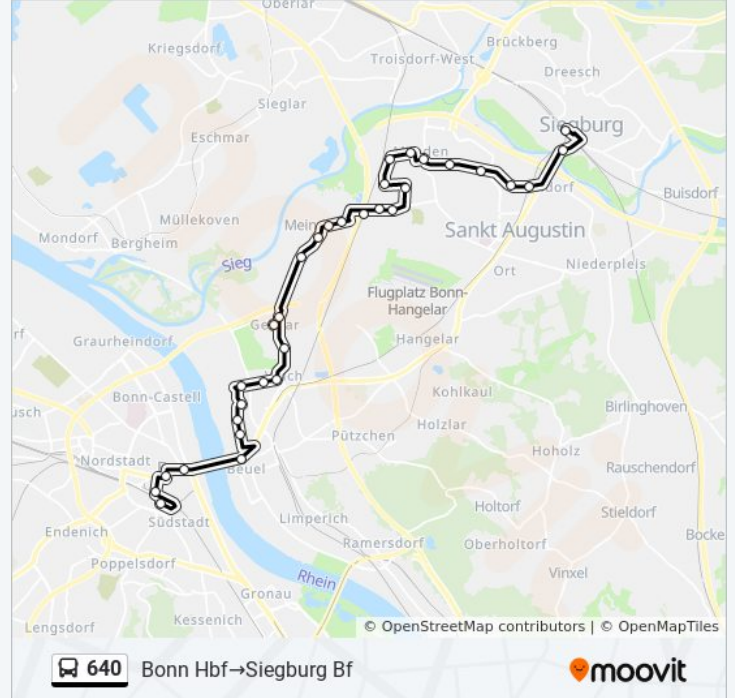 Oberlar
Kriegsdorf
Brückberg
Troisdorf-West
Dreesch
Sieglar
Siegburg
Eschmar
Buisdorf
Müllekoven
Mondorf
Bergheim
Sankt Augustin
Sieg
Ort
Niederpleis
Flugplatz Bonn-
Hangelar
Graurheindorf
Hangelar
Kohlkaul
Bonn-Castell
Birlinghoven
Holzlar
Pützchen
Hoholz
Nordstadt
Beuel
Rauschendorf
Holtorf
Stieldorf
Südstadt
Limperich
Endenich
Ramersdorf
Oberholtorf
Bocke
Poppelsdorf
Vinxel
Rhein
Gronau
Kessenich
Lengsdorf
© OpenStreetMap contributors | © OpenMapTiles
640 Bonn Hbf→Siegburg Bf
moovit